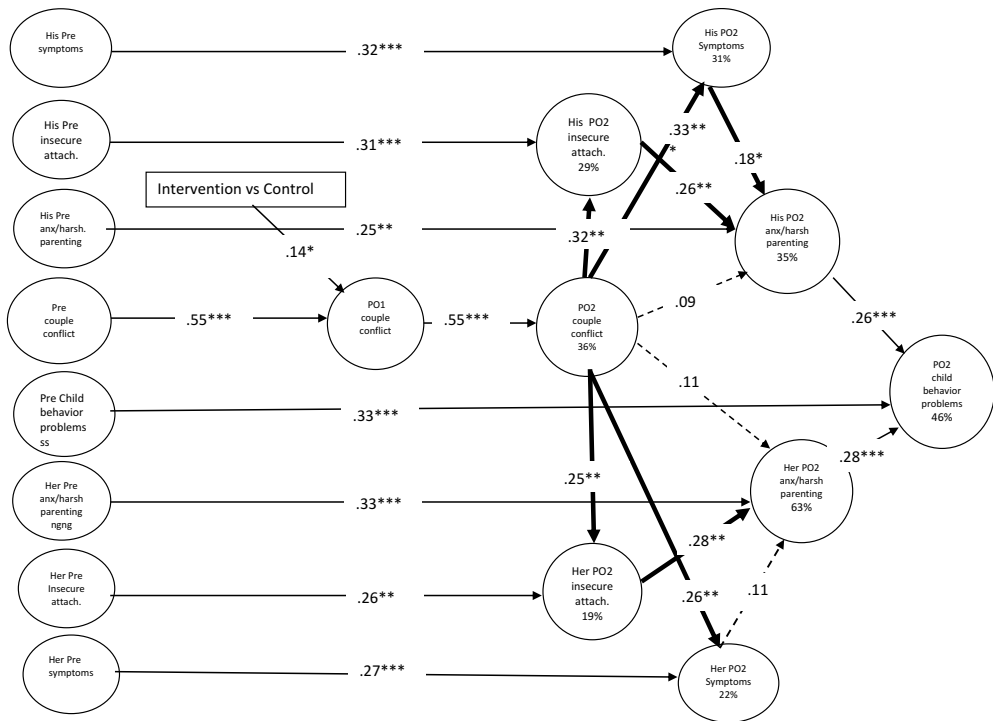 His Pre
symptoms
.32***
His PO2
Symptoms
31%
His Pre
insecure
attach.
.31***
His PO2
insecure
attach.
29%
.33**
*
.18*
.26**
Intervention vs Control
His Pre
anx/harsh.
parenting
.25**
.14*
.32**
His PO2
anx/harsh
parenting
35%
Pre
couple
conflict
.55***
PO1
couple
conflict
.55***
PO2
couple
conflict
36%
.09
.26***
.11
PO2
child
behavior
problems
46%
Pre Child
behavior
problems
ss
.33***
.28***
Her Pre
anx/harsh
parenting
ngng
.33***
.25**
Her PO2
anx/harsh
parenting
63%
.28**
Her Pre
Insecure
attach.
.26**
Her PO2
insecure
attach.
19%
.26**
.11
Her Pre
symptoms
.27***
Her PO2
Symptoms
22%